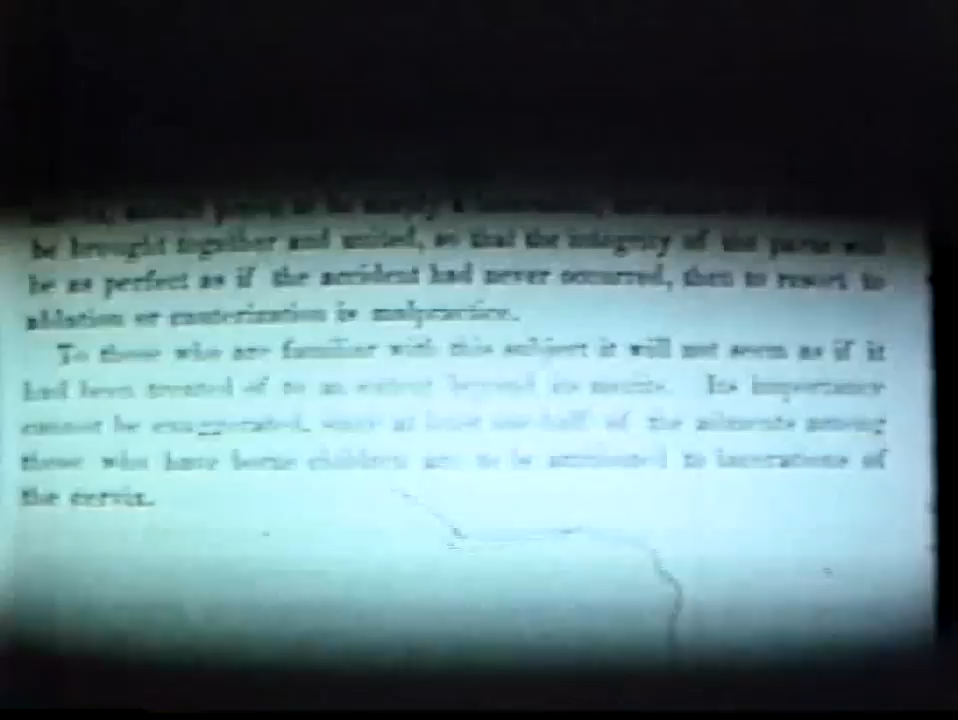 be brought together and united, so that the integrity of the parts will
be as perfect as if the accident had never occurred, then to resort to
ablation or cauterization is malpractice.
To those who are familiar with this subject it will not seem as if it
had been treated of to an extent beyond its merits. Its importance
cannot be exaggerated, since at least one-half of the ailments among
those who have borne children are to be attributed to lacerations of
the cervix.